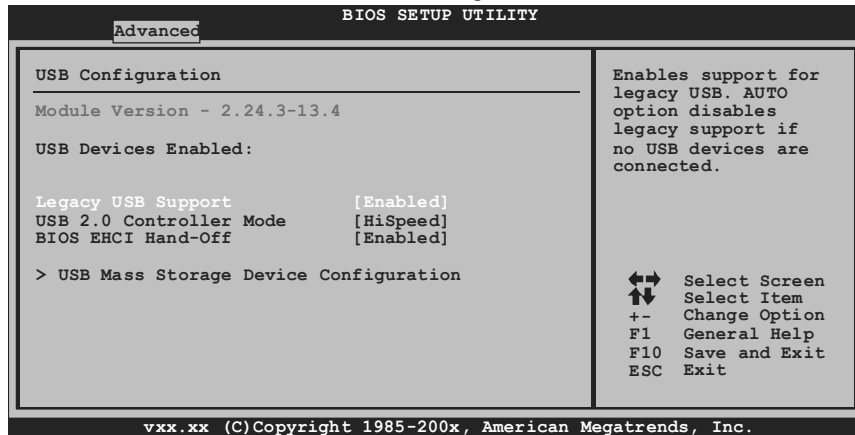 BIOS SETUP UTILITY
Advanced
USB Configuration
Module Version - 2.24.3-13.4
USB Devices Enabled:
Legacy USB Support [Enabled]
USB 2.0 Controller Mode [HiSpeed]
BIOS EHCI Hand-Off [Enabled]
> USB Mass Storage Device Configuration
Enables support for
legacy USB. AUTO
option disables
legacy support if
no USB devices are
connected.
Select Screen
Select Item
+- Change Option
F1 General Help
F10 Save and Exit
ESC Exit
vxx.xx (C)Copyright 1985-200x, American Megatrends, Inc.